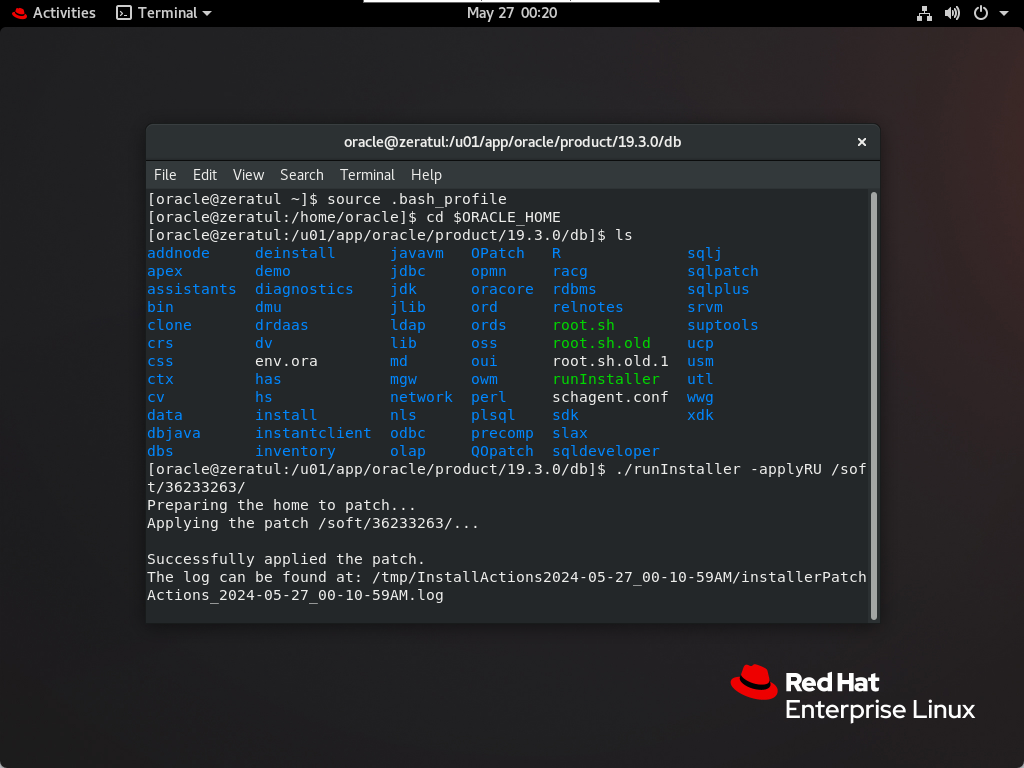 Activities Terminal May 27 00:20
oracle@zeratul:/u01/app/oracle/product/19.3.0/db ×
File Edit View Search Terminal Help
[oracle@zeratul ~]$ source .bash_profile
[oracle@zeratul:/home/oracle]$ cd $ORACLE_HOME
[oracle@zeratul:/u01/app/oracle/product/19.3.0/db]$ ls
addnode deinstall javavm OPatch R sqlj
apex demo jdbc opmn racg sqlpatch
assistants diagnostics jdk oracore rdbms sqlplus
bin dmu jlib ord relnotes srvm
clone drdaas ldap ords root.sh suptools
crs dv lib oss root.sh.old ucp
css env.ora md oui root.sh.old.1 usm
ctx has mgw owm runInstaller utl
cv hs network perl schagent.conf wwg
data install nls plsql sdk xdk
dbjava instantclient odbc precomp slax
dbs inventory olap QOpatch sqldeveloper
[oracle@zeratul:/u01/app/oracle/product/19.3.0/db]$ ./runInstaller -applyRU /sof
t/36233263/
Preparing the home to patch...
Applying the patch /soft/36233263/...
Successfully applied the patch.
The log can be found at: /tmp/InstallActions2024-05-27_00-10-59AM/installerPatch
Actions_2024-05-27_00-10-59AM.log
Red Hat
Enterprise Linux